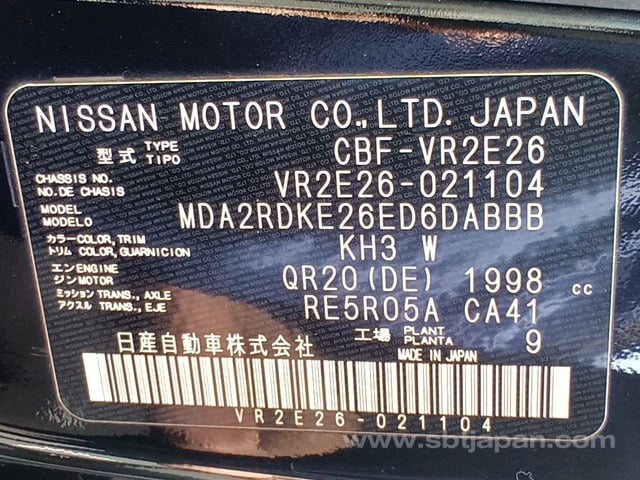 NISSAN MOTOR CO.,LTD. JAPAN
型式 TYPE TIPO CBF-VR2E26
CHASSIS NO. NO.DE CHASSIS VR2E26-021104
MODEL MODELO MDA2RDKE26ED6DABBB
カラー COLOR, TRIM トリム COLOR, GUARNICION KH3 W
エンジン ENGINE MOTOR QR20(DE) 1998 cc
ミッション TRANS., AXLE アクスル TRANS., EJE RE5R05A CA41
日産自動車株式会社 工場 PLANT PLANTA 9
MADE IN JAPAN
VR2E26-021104
www.sbtjapan.com